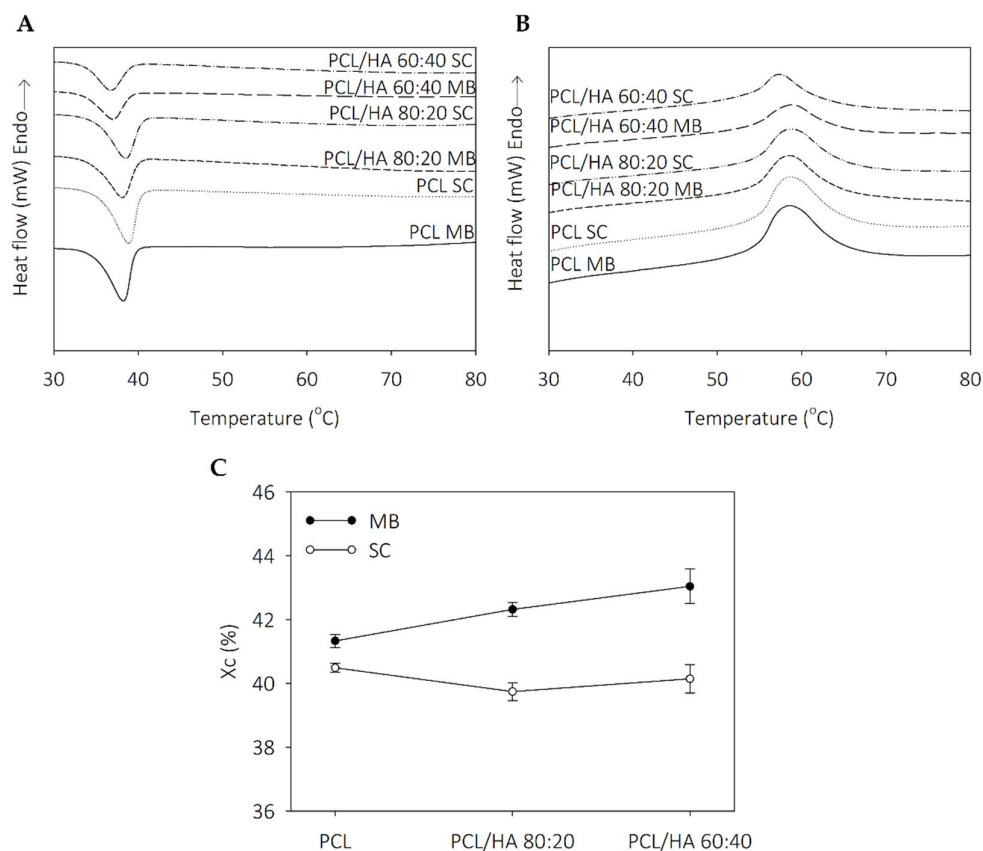 A
Heat flow (mW) Endo
PCL/HA 60:40 SC
PCL/HA 60:40 MB
PCL/HA 80:20 SC
PCL/HA 80:20 MB
PCL SC
PCL MB
30 40 50 60 70 80
Temperature (°C)
B
Heat flow (mW) Endo
PCL/HA 60:40 SC
PCL/HA 60:40 MB
PCL/HA 80:20 SC
PCL/HA 80:20 MB
PCL SC
PCL MB
30 40 50 60 70 80
Temperature (°C)
C
Xc (%)
46
44
42
40
38
36
MB
SC
PCL PCL/HA 80:20 PCL/HA 60:40